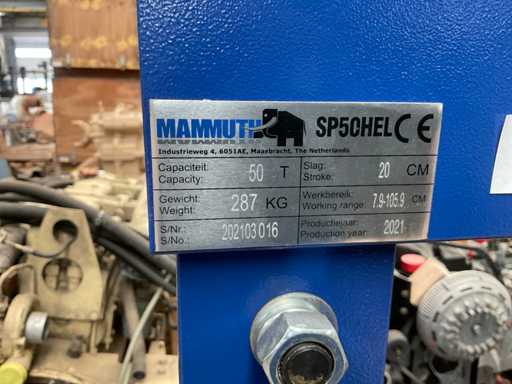 MAMMUTH SP50HEL CE
Industrieweg 4, 6051AE, Maasbracht, The Netherlands
Capaciteit: Slag:
Capacity: 50 T Stroke: 20 CM
Gewicht: Werkbereik:
Weight: 287 KG Working range: 7.9-105.9 CM
S/Nr.: Productiejaar:
S/No.: 202103016 Production year: 2021